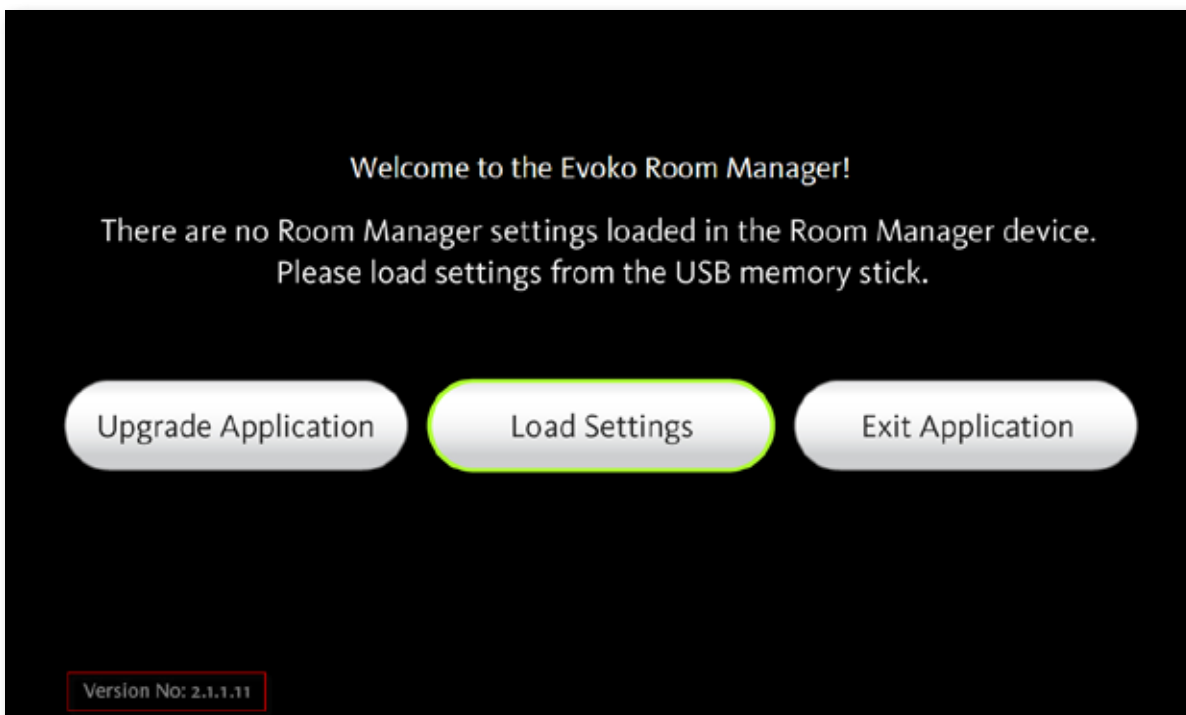 Welcome to the Evoko Room Manager!
There are no Room Manager settings loaded in the Room Manager device.
Please load settings from the USB memory stick.
Upgrade Application
Load Settings
Exit Application
Version No: 2.1.1.11